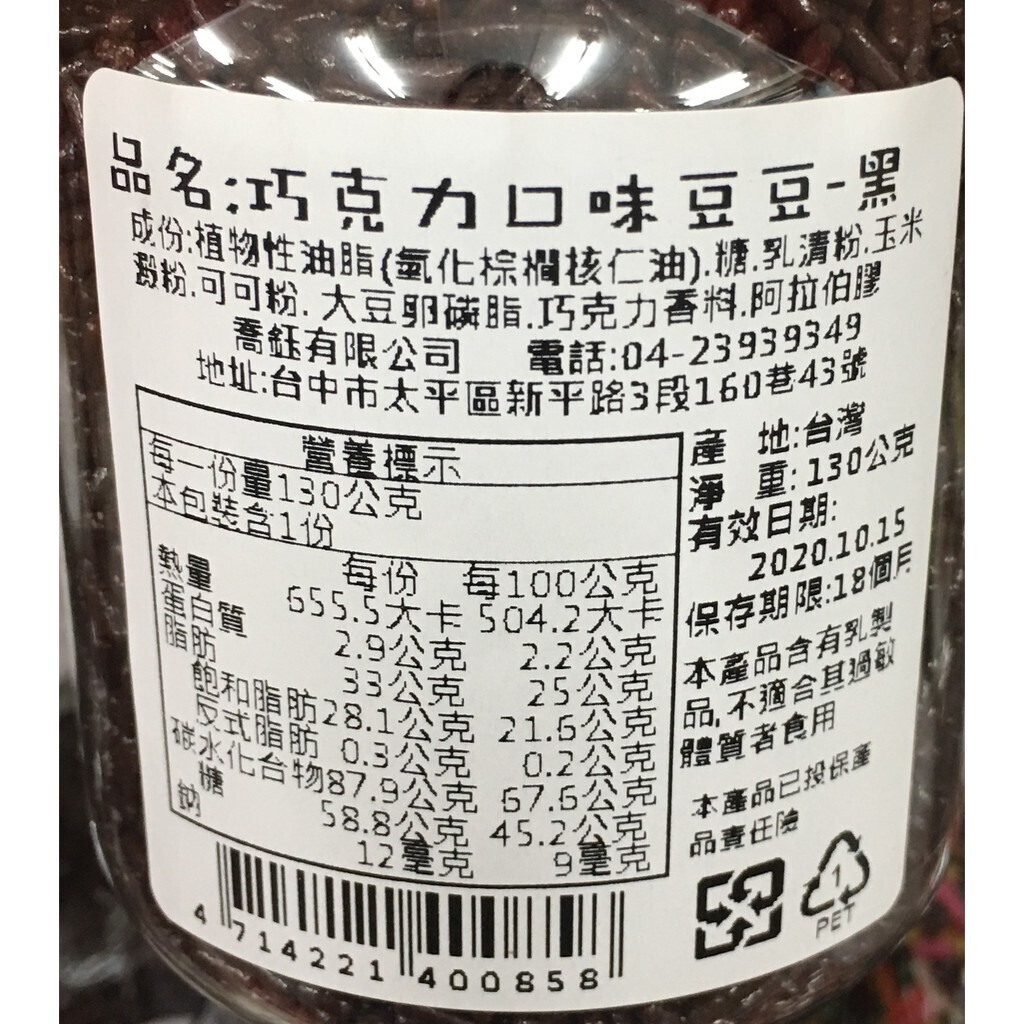 品名:巧克力口味豆豆-黑
成份:植物性油脂(氫化棕櫚核仁油).糖.乳清粉.玉米
澱粉.可可粉.大豆卵磷脂.巧克力香料.阿拉伯膠
喬鈺有限公司 電話:04-23939349
地址:台中市太平區新平路3段160巷43號
營養標示
每一份量130公克
本包裝含1份
每份 每100公克
熱量 655.5大卡 504.2大卡
蛋白質 2.9公克 2.2公克
脂肪 33公克 25公克
飽和脂肪 28.1公克 21.6公克
反式脂肪 0.3公克 0.2公克
碳水化合物 87.9公克 67.6公克
糖 58.8公克 45.2公克
鈉 12毫克 9毫克
產 地:台灣
淨 重:130公克
有效日期:
2020.10.15
保存期限:18個月
本產品含有乳製
品,不適合其過敏
體質者食用
本產品已投保產
品責任險
4 714221 400858
1
PET